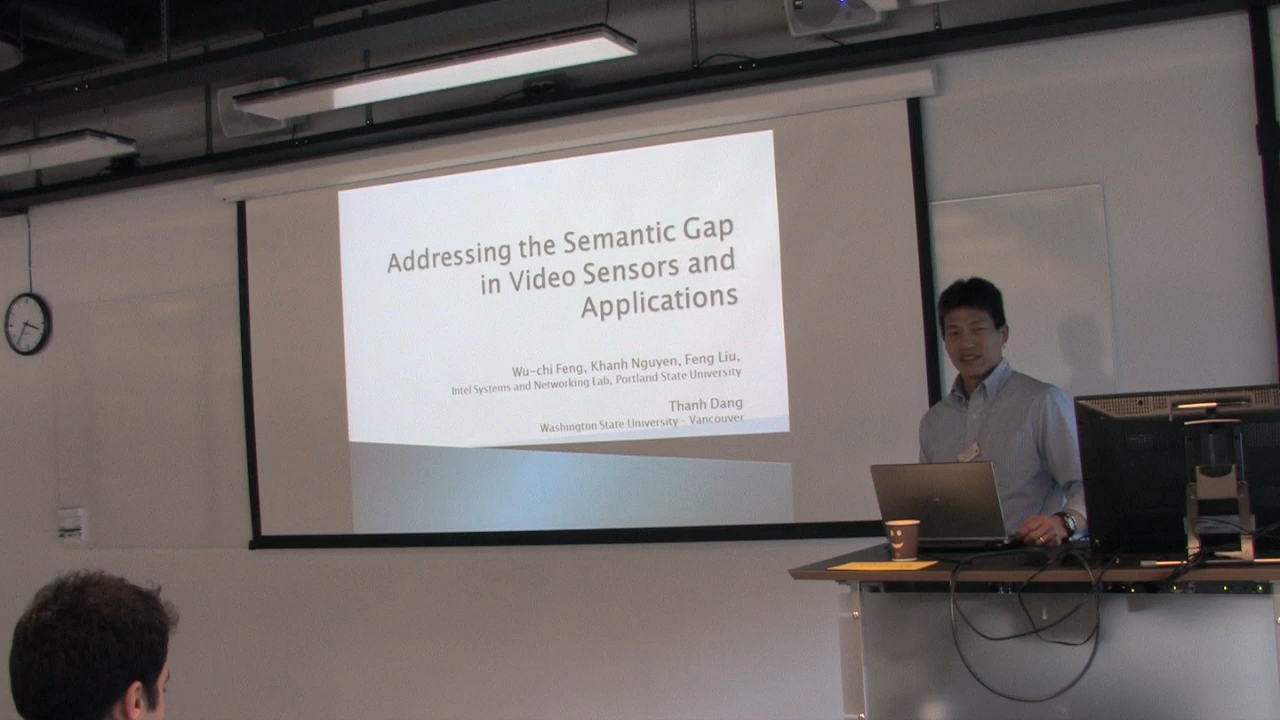 Addressing the Semantic Gap
in Video Sensors and
Applications
Wu-chi Feng, Khanh Nguyen, Feng Liu,
Intel Systems and Networking Lab, Portland State University
Thanh Dang
Washington State University - Vancouver